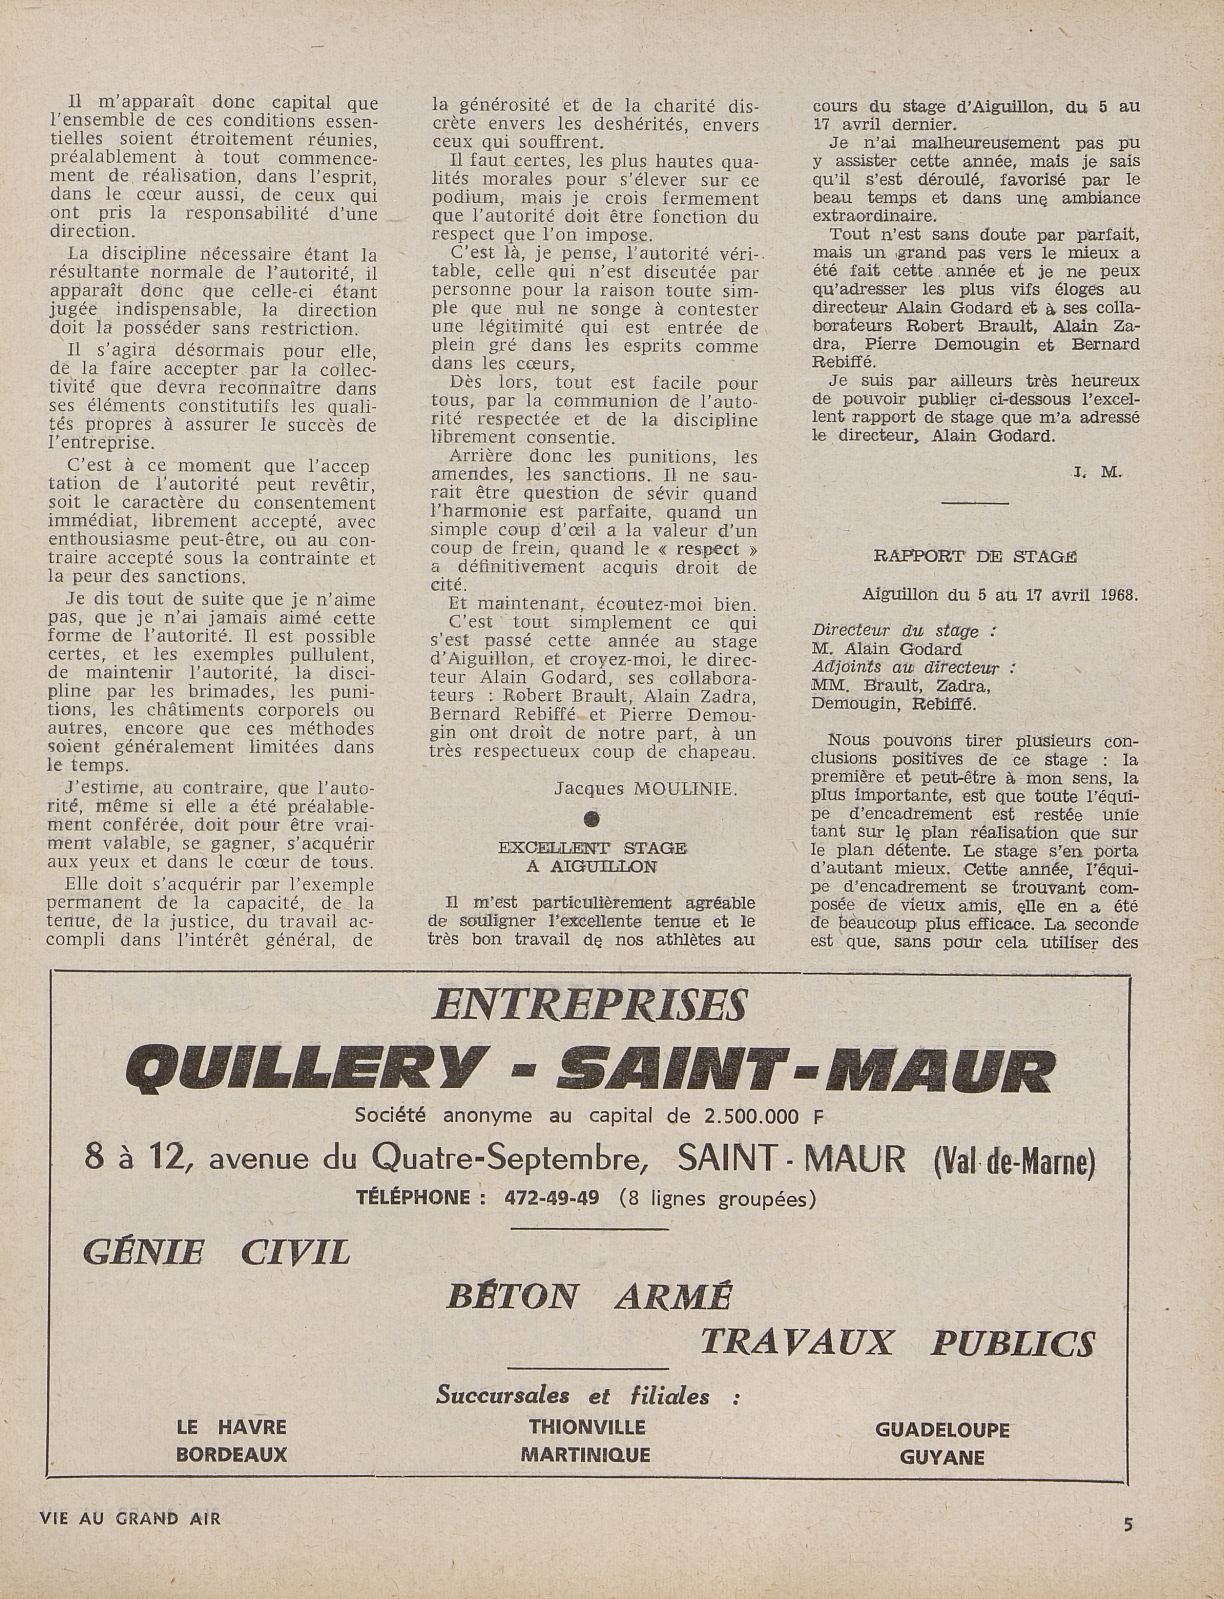 Il m'apparaît donc capital que
l'ensemble de ces conditions essen-
tielles soient étroitement réunies,
préalablement à tout commence-
ment de réalisation, dans l'esprit,
dans le cœur aussi, de ceux qui
ont pris la responsabilité d'une
direction.
La discipline nécessaire étant la
résultante normale de l'autorité, il
apparaît donc que celle-ci étant
jugée indispensable, la direction
doit la posséder sans restriction.
Il s'agira désormais pour elle,
de la faire accepter par la collec-
tivité que devra reconnaître dans
ses éléments constitutifs les quali-
tés propres à assurer le succès de
l'entreprise.
C'est à ce moment que l'accep
tation de l'autorité peut revêtir,
soit le caractère du consentement
immédiat, librement accepté, avec
enthousiasme peut-être, ou au con-
traire accepté sous la contrainte et
la peur des sanctions.
Je dis tout de suite que je n'aime
pas, que je n'ai jamais aimé cette
forme de l'autorité. Il est possible
certes, et les exemples pullulent,
de maintenir l'autorité, la disci-
pline par les brimades, les puni-
tions, les châtiments corporels ou
autres, encore que ces méthodes
soient généralement limitées dans
le temps.
J'estime, au contraire, que l'auto-
rité, même si elle a été préalable-
ment conférée, doit pour être vrai-
ment valable, se gagner, s'acquérir
aux yeux et dans le cœur de tous.
Elle doit s'acquérir par l'exemple
permanent de la capacité, de la
tenue, de la justice, du travail ac-
compli dans l'intérêt général, de
la générosité et de la charité dis-
crète envers les deshérités, envers
ceux qui souffrent.
Il faut certes, les plus hautes qua-
lités morales pour s'élever sur ce
podium, mais je crois fermement
que l'autorité doit être fonction du
respect que l'on impose.
C'est là, je pense, l'autorité véri-
table, celle qui n'est discutée par
personne pour la raison toute sim-
ple que nul ne songe à contester
une légitimité qui est entrée de
plein gré dans les esprits comme
dans les cœurs,
Dès lors, tout est facile pour
tous, par la communion de l'auto-
rité respectée et de la discipline
librement consentie.
Arrière donc les punitions, les
amendes, les sanctions. Il ne sau-
rait être question de sévir quand
l'harmonie est parfaite, quand un
simple coup d'œil a la valeur d'un
coup de frein, quand le « respect »
a définitivement acquis droit de
cité.
Et maintenant, écoutez-moi bien.
C'est tout simplement ce qui
s'est passé cette année au stage
d'Aiguillon, et croyez-moi, le direc-
teur Alain Godard, ses collabora-
teurs : Robert Brault, Alain Zadra,
Bernard Rebiffé et Pierre Demou-
gin ont droit de notre part, à un
très respectueux coup de chapeau.
Jacques MOULINIE.
●
EXCELLENT STAGE
A AIGUILLON
Il m'est particulièrement agréable
de souligner l'excellente tenue et le
très bon travail de nos athlètes au
cours du stage d'Aiguillon, du 5 au
17 avril dernier.
Je n'ai malheureusement pas pu
y assister cette année, mais je sais
qu'il s'est déroulé, favorisé par le
beau temps et dans une ambiance
extraordinaire.
Tout n'est sans doute par parfait,
mais un grand pas vers le mieux a
été fait cette année et je ne peux
qu'adresser les plus vifs éloges au
directeur Alain Godard et à ses colla-
borateurs Robert Brault, Alain Za-
dra, Pierre Demougin et Bernard
Rebiffé.
Je suis par ailleurs très heureux
de pouvoir publier ci-dessous l'excel-
lent rapport de stage que m'a adressé
le directeur, Alain Godard.
J. M.
RAPPORT DE STAGE
Aiguillon du 5 au 17 avril 1968.
Directeur du stage :
M. Alain Godard
Adjoints au directeur :
MM. Brault, Zadra,
Demougin, Rebiffé.
Nous pouvons tirer plusieurs con-
clusions positives de ce stage : la
première et peut-être à mon sens, la
plus importante, est que toute l'équi-
pe d'encadrement est restée unie
tant sur le plan réalisation que sur
le plan détente. Le stage s'en porta
d'autant mieux. Cette année, l'équi-
pe d'encadrement se trouvant com-
posée de vieux amis, elle en a été
de beaucoup plus efficace. La seconde
est que, sans pour cela utiliser des
ENTREPRISES
QUILLERY - SAINT-MAUR
Société anonyme au capital de 2.500.000 F
8 à 12, avenue du Quatre-Septembre, SAINT-MAUR (Val-de-Marne)
TÉLÉPHONE : 472-49-49 (8 lignes groupées)
GÉNIE CIVIL
BÉTON ARMÉ
TRAVAUX PUBLICS
Succursales et filiales :
LE HAVRE THIONVILLE GUADELOUPE
BORDEAUX MARTINIQUE GUYANE
VIE AU GRAND AIR 5